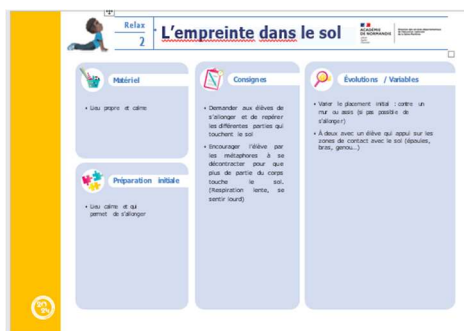 Relax
2
L'empreinte dans le sol
ACADÉMIE
DE NORMANDIE
Matériel
• Lieu propre et calme
Préparation initiale
• Lieu calme et qui
permet de s'allonger
Consignes
• Demander aux élèves de
s'allonger et de repérer
les différentes parties qui
touchent le sol
• Encourager l'élève par
les métaphores à se
décontracter pour que
plus de partie du corps
touche le sol.
(Respiration lente, se
sentir lourd)
Évolutions / Variables
• Varier le placement initial : contre un
mur ou assis (si pas possible de
s'allonger)
• À deux avec un élève qui appui sur les
zones de contact avec le sol (épaules,
bras, genou...)